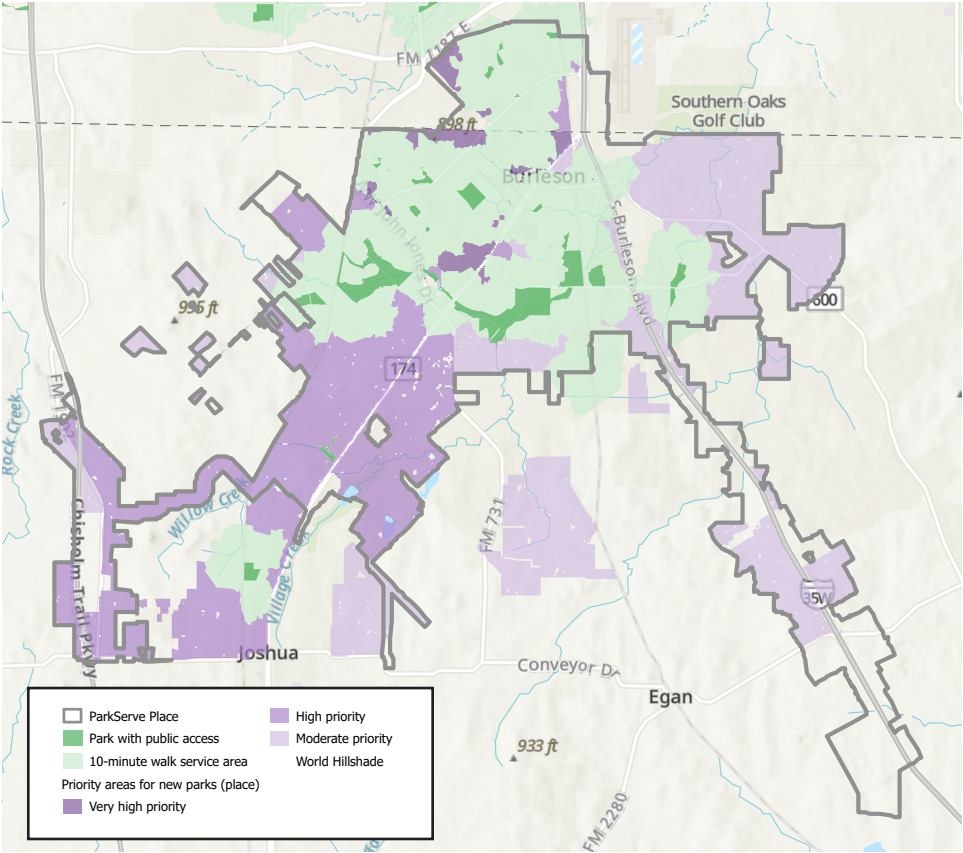 FM 1187 E
Southern Oaks
Golf Club
898 ft
Burleson
John Jones Dr
S Burleson Blvd
600
995 ft
174
FM 1902
Rock Creek
Willow Creek
FM 731
Chisholm Trail Pkwy
Village Creek
35W
Joshua
Conveyor Dr
Egan
933 ft
FM 2280
ParkServe Place
Park with public access
10-minute walk service area
Priority areas for new parks (place)
Very high priority
High priority
Moderate priority
World Hillshade